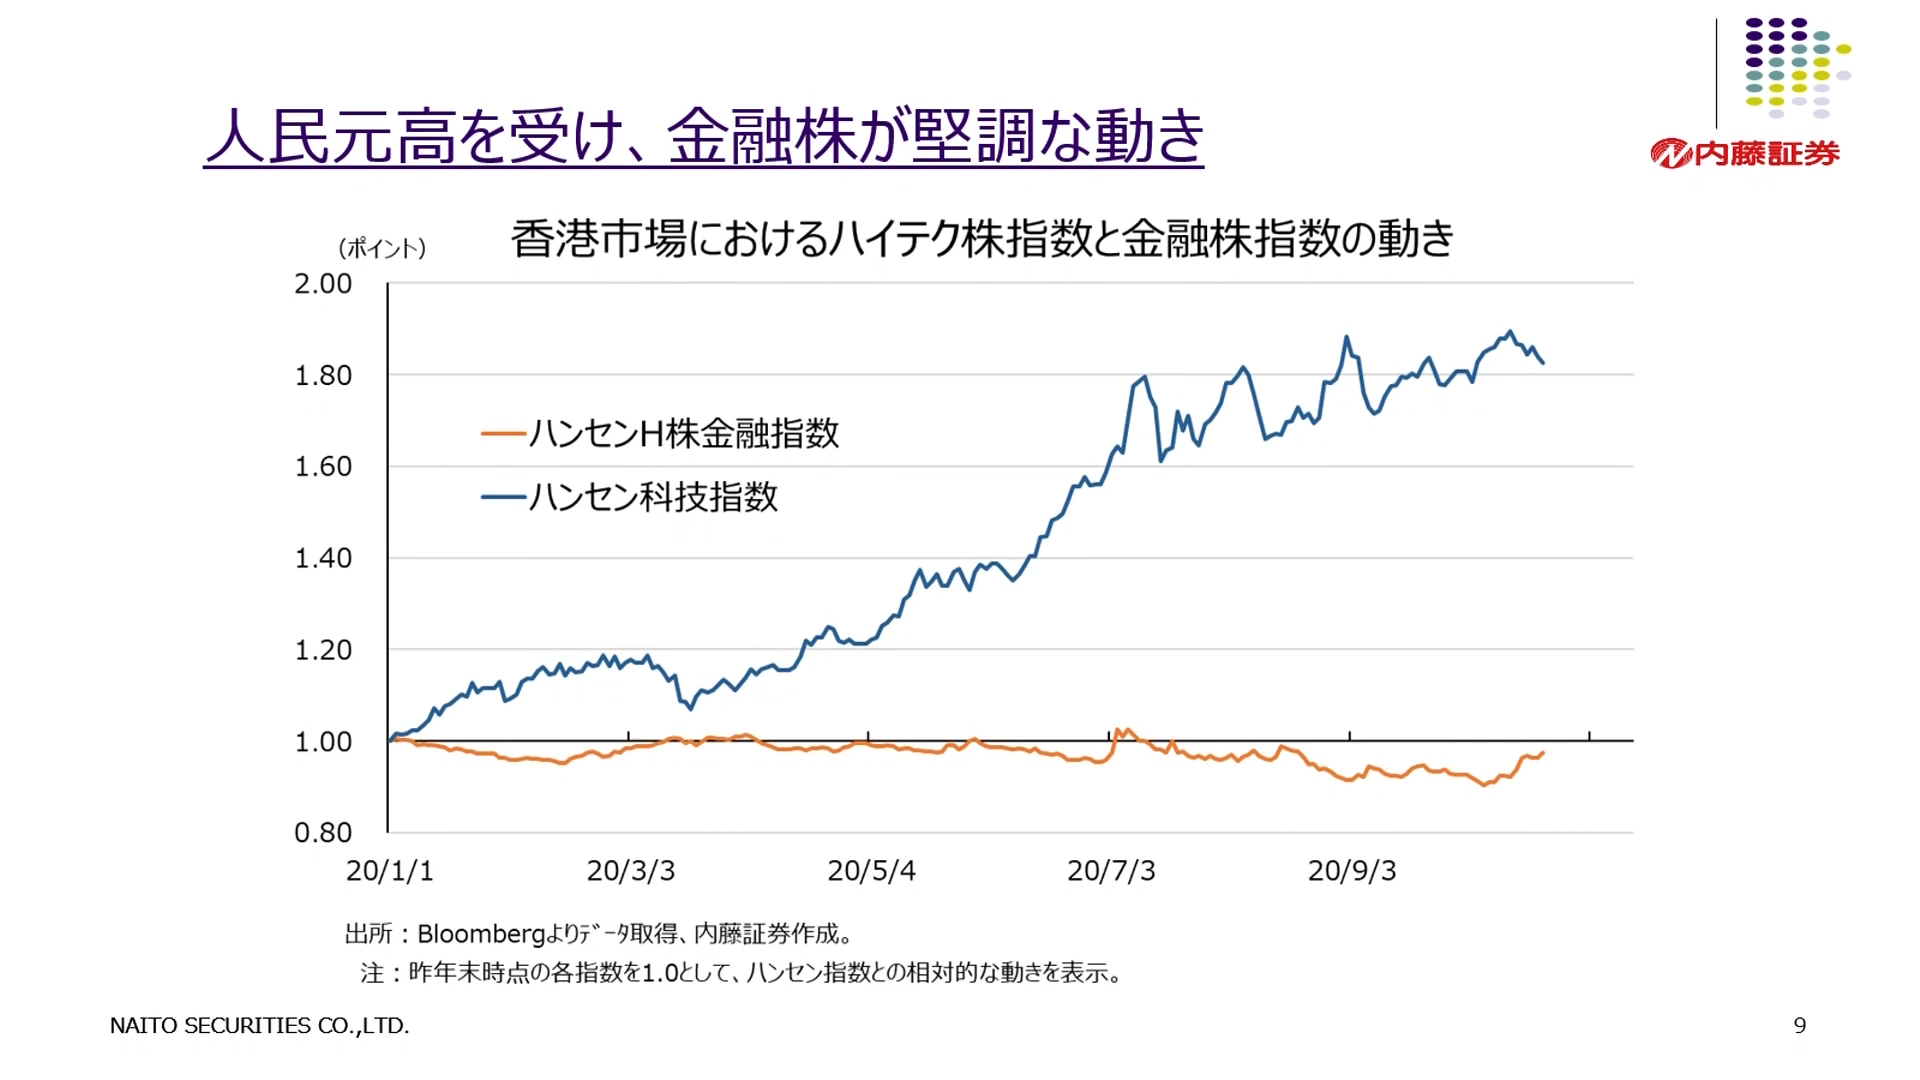 内藤証券
人民元高を受け、金融株が堅調な動き
香港市場におけるハイテク株指数と金融株指数の動き
（ポイント）
2.00
1.80
1.60
1.40
1.20
1.00
0.80
ハンセンH株金融指数
ハンセン科技指数
20/1/1
20/3/3
20/5/4
20/7/3
20/9/3
出所：Bloombergよりﾃﾞｰﾀ取得、内藤証券作成。
注：昨年末時点の各指数を1.0として、ハンセン指数との相対的な動きを表示。
NAITO SECURITIES CO.,LTD.
9